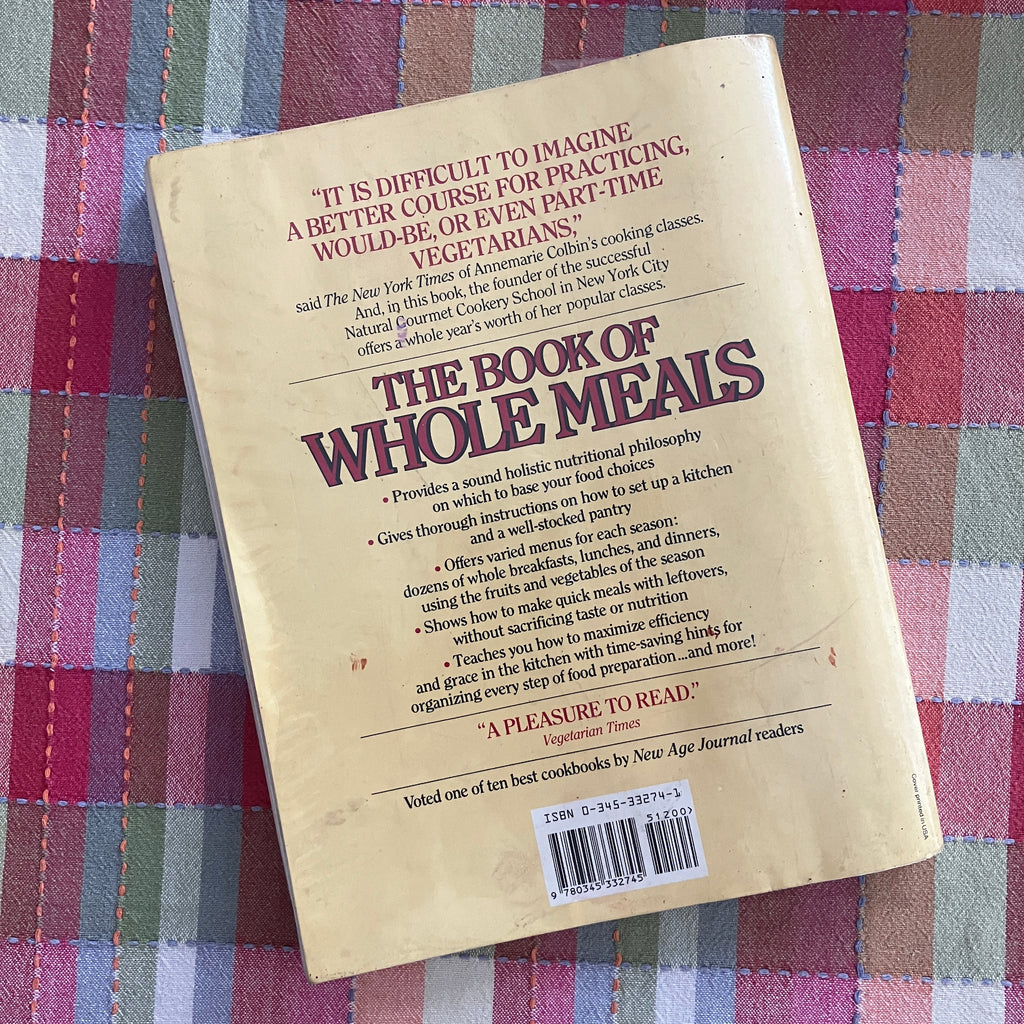 “IT IS DIFFICULT TO IMAGINE
A BETTER COURSE FOR PRACTICING,
WOULD-BE, OR EVEN PART-TIME
VEGETARIANS,”
said The New York Times of Annemarie Colbin’s cooking classes.
And, in this book, the founder of the successful
Natural Gourmet Cookery School in New York City
offers a whole year’s worth of her popular classes.
THE BOOK OF
WHOLE MEALS
• Provides a sound holistic nutritional philosophy
on which to base your food choices
• Gives thorough instructions on how to set up a kitchen
and a well-stocked pantry
• Offers varied menus for each season:
dozens of whole breakfasts, lunches, and dinners,
using the fruits and vegetables of the season
• Shows how to make quick meals with leftovers,
without sacrificing taste or nutrition
• Teaches you how to maximize efficiency
and grace in the kitchen with time-saving hints for
organizing every step of food preparation...and more!
“A PLEASURE TO READ.”
Vegetarian Times
Voted one of ten best cookbooks by New Age Journal readers
ISBN 0-345-33274-1
51200>
9 780345 332745
Cover printed in USA